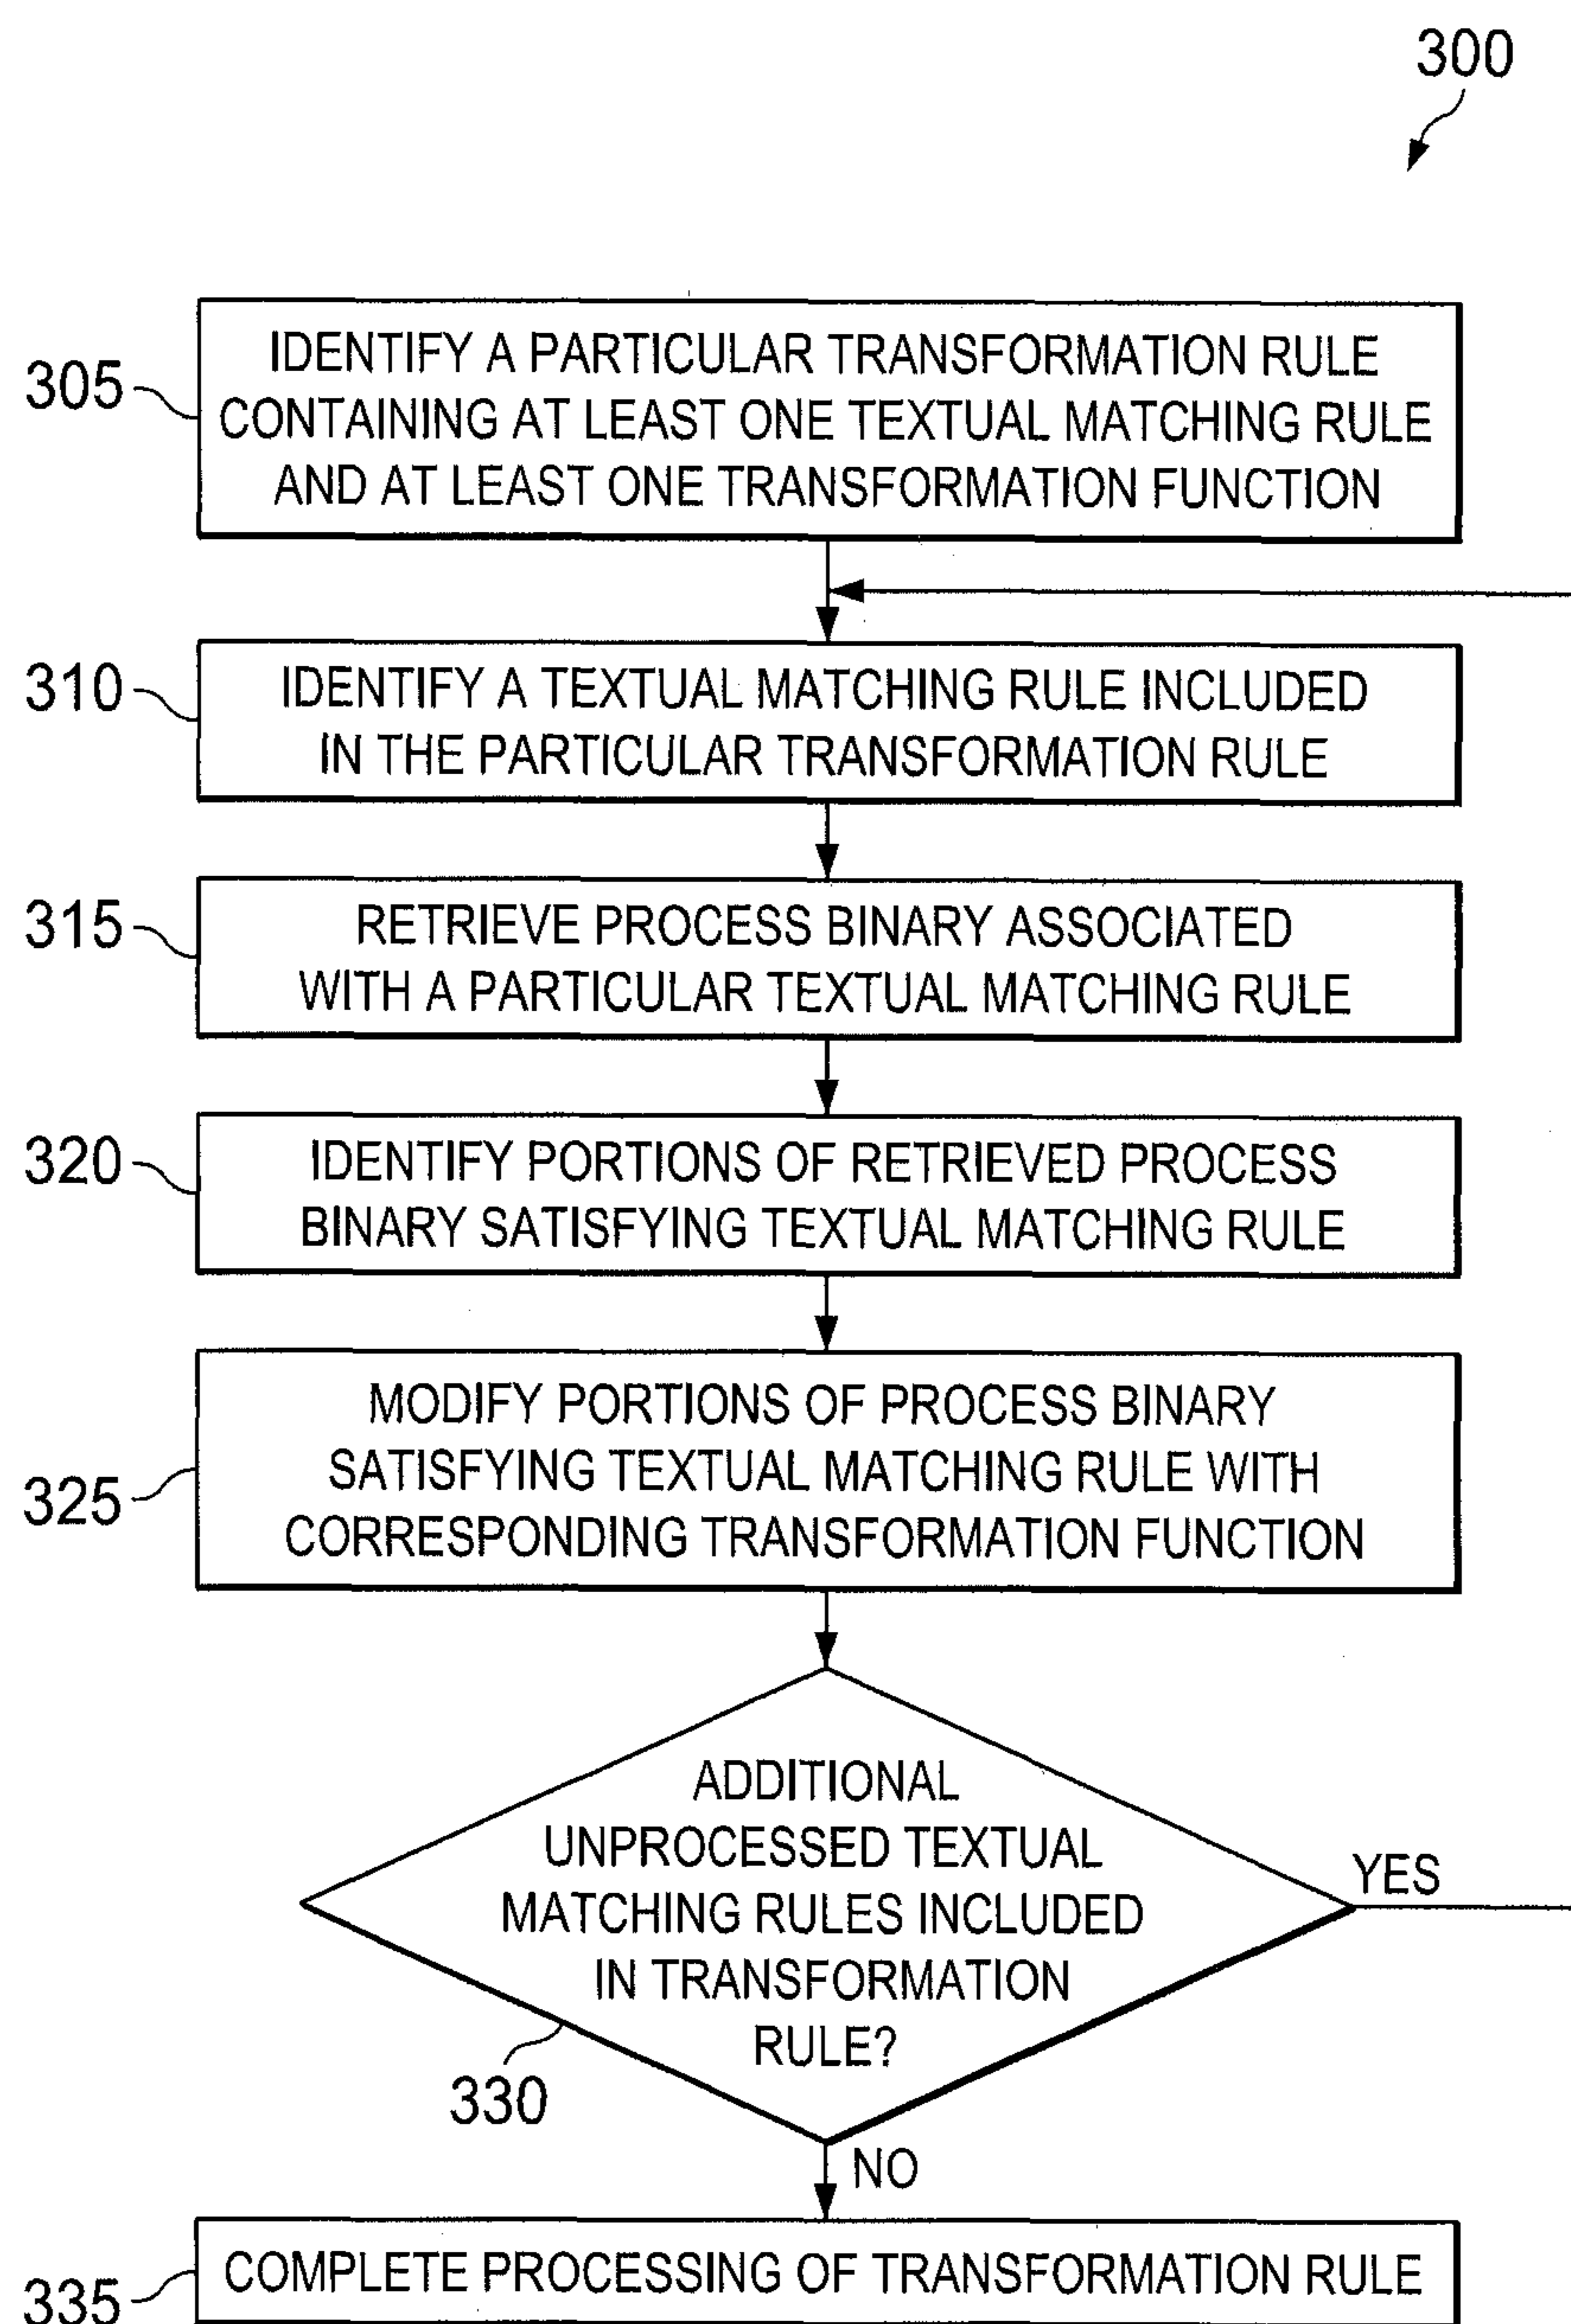 300
305
IDENTIFY A PARTICULAR TRANSFORMATION RULE
CONTAINING AT LEAST ONE TEXTUAL MATCHING RULE
AND AT LEAST ONE TRANSFORMATION FUNCTION
310
IDENTIFY A TEXTUAL MATCHING RULE INCLUDED
IN THE PARTICULAR TRANSFORMATION RULE
315
RETRIEVE PROCESS BINARY ASSOCIATED
WITH A PARTICULAR TEXTUAL MATCHING RULE
320
IDENTIFY PORTIONS OF RETRIEVED PROCESS
BINARY SATISFYING TEXTUAL MATCHING RULE
325
MODIFY PORTIONS OF PROCESS BINARY
SATISFYING TEXTUAL MATCHING RULE WITH
CORRESPONDING TRANSFORMATION FUNCTION
ADDITIONAL
UNPROCESSED TEXTUAL
MATCHING RULES INCLUDED
IN TRANSFORMATION
RULE?
YES
330
NO
335
COMPLETE PROCESSING OF TRANSFORMATION RULE